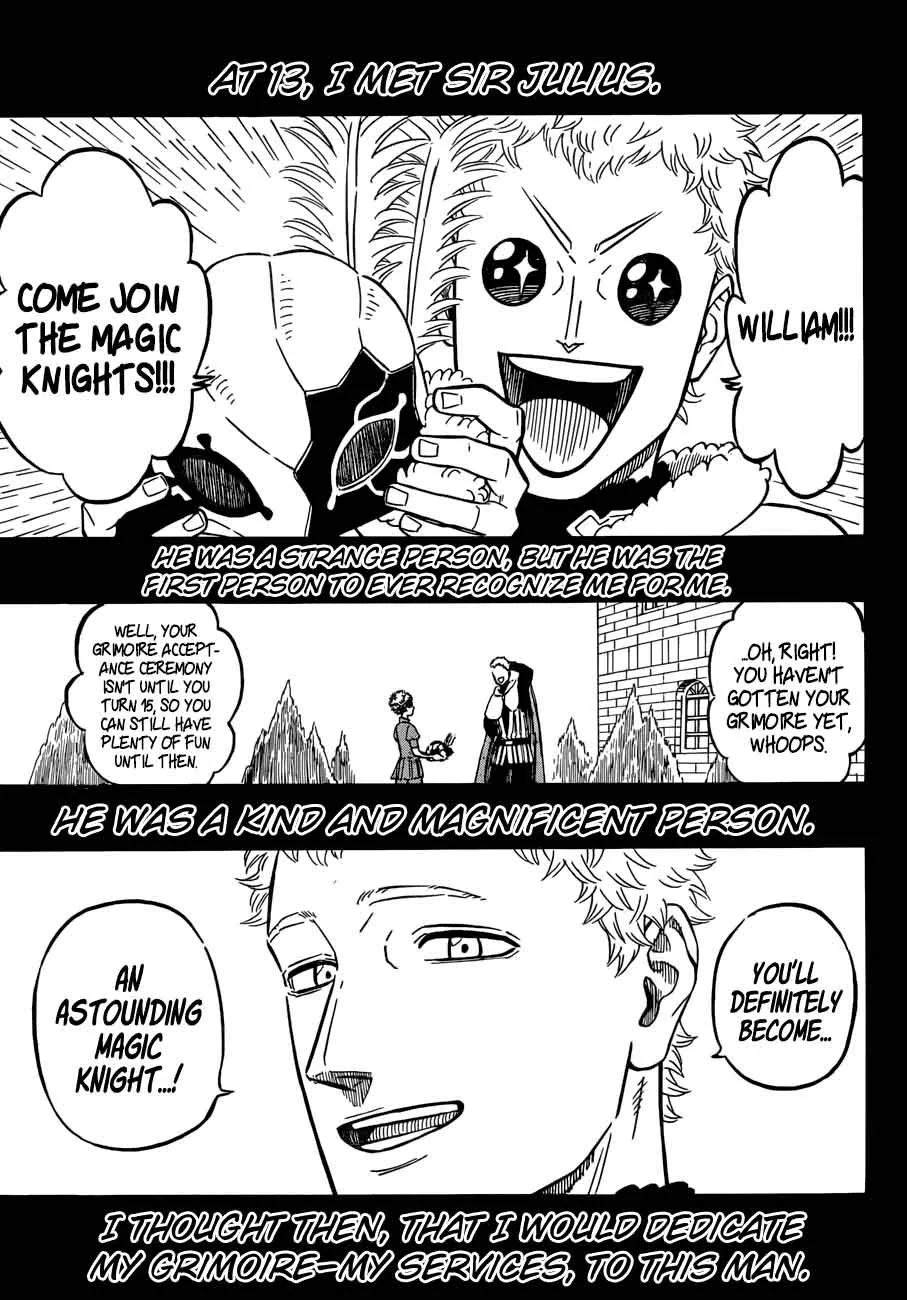 AT 13, I MET SIR JULIUS.
WILLIAM!!!
COME JOIN
THE MAGIC
KNIGHTS!!!
HE WAS A STRANGE PERSON, BUT HE WAS THE
FIRST PERSON TO EVER RECOGNIZE ME FOR ME.
...OH, RIGHT!
YOU HAVEN'T
GOTTEN YOUR
GRIMOIRE YET,
WHOOPS.
WELL, YOUR
GRIMOIRE ACCEPT-
ANCE CEREMONY
ISN'T UNTIL YOU
TURN 15, SO YOU
CAN STILL HAVE
PLENTY OF FUN
UNTIL THEN.
HE WAS A KIND AND MAGNIFICENT PERSON.
YOU'LL
DEFINITELY
BECOME...
AN
ASTOUNDING
MAGIC
KNIGHT...!
I THOUGHT THEN, THAT I WOULD DEDICATE
MY GRIMOIRE–MY SERVICES, TO THIS MAN.